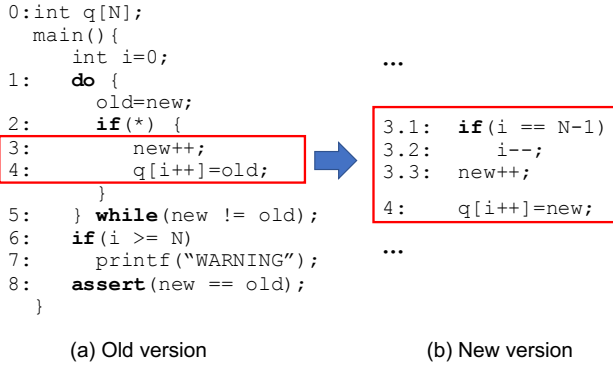 0:int q[N];
main(){
int i=0;
1: do {
old=new;
2: if(*) {
3: new++;
4: q[i++]=old;
}
5: } while(new != old);
6: if(i >= N)
7: printf(“WARNING”);
8: assert(new == old);
}
(a) Old version
…
3.1: if(i == N-1)
3.2: i--;
3.3: new++;
4: q[i++]=new;
…
(b) New version